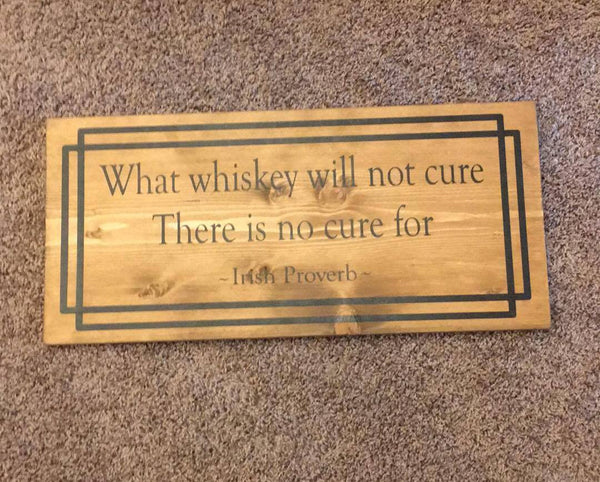 What whiskey will not cure
There is no cure for
~ Irish Proverb ~